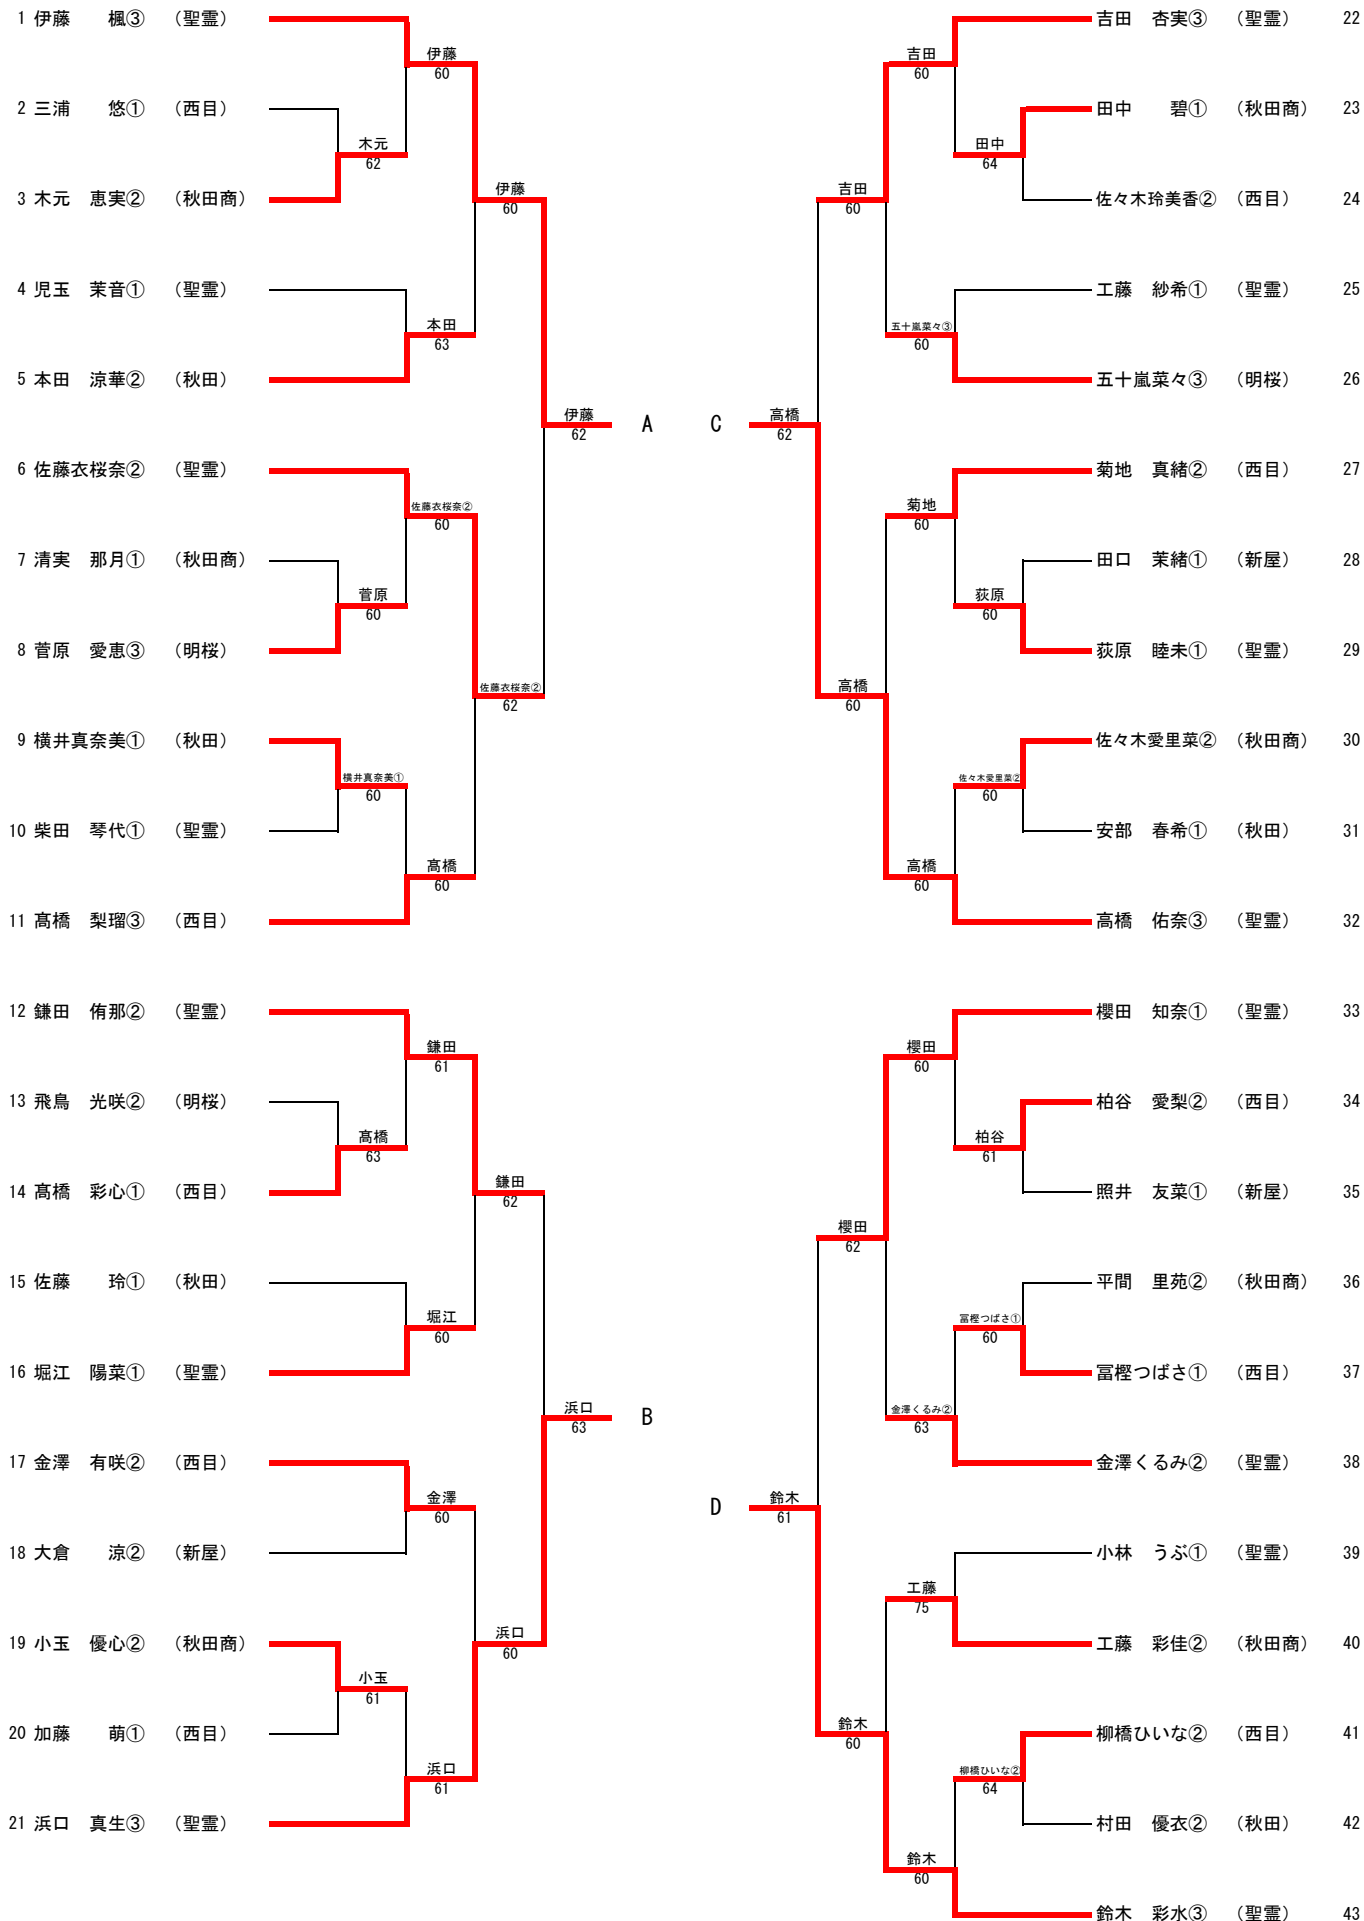 1 伊藤　楓③ （聖霊）
2 三浦　悠① （西目）
3 木元　恵実② （秋田商）
4 児玉　茉音① （聖霊）
5 本田　涼華② （秋田）
6 佐藤衣桜奈② （聖霊）
7 清実　那月① （秋田商）
8 菅原　愛恵③ （明桜）
9 横井真奈美① （秋田）
10 柴田　琴代① （聖霊）
11 髙橋　梨瑠③ （西目）
12 鎌田　侑那② （聖霊）
13 飛鳥　光咲② （明桜）
14 髙橋　彩心① （西目）
15 佐藤　玲① （秋田）
16 堀江　陽菜① （聖霊）
17 金澤　有咲② （西目）
18 大倉　涼② （新屋）
19 小玉　優心② （秋田商）
20 加藤　萌① （西目）
21 浜口　真生③ （聖霊）
木元
62
菅原
60
横井真奈美①
60
髙橋
63
小玉
61
伊藤
60
本田
63
佐藤衣桜奈②
60
髙橋
60
鎌田
61
堀江
60
金澤
60
浜口
61
伊藤
60
佐藤衣桜奈②
62
鎌田
62
浜口
60
伊藤
62
A
浜口
63
B
C
高橋
62
D
鈴木
61
吉田
60
高橋
60
櫻田
62
鈴木
60
吉田
60
五十嵐菜々③
60
菊地
60
高橋
60
櫻田
60
金澤くるみ②
63
工藤
75
鈴木
60
田中
64
荻原
60
佐々木愛里菜②
60
柏谷
61
冨樫つばさ①
60
柳橋ひいな②
64
吉田　杏実③ （聖霊） 22
田中　碧① （秋田商） 23
佐々木玲美香② （西目） 24
工藤　紗希① （聖霊） 25
五十嵐菜々③ （明桜） 26
菊地　真緒② （西目） 27
田口　茉緒① （新屋） 28
荻原　睦未① （聖霊） 29
佐々木愛里菜② （秋田商） 30
安部　春希① （秋田） 31
高橋　佑奈③ （聖霊） 32
櫻田　知奈① （聖霊） 33
柏谷　愛梨② （西目） 34
照井　友菜① （新屋） 35
平間　里苑② （秋田商） 36
冨樫つばさ① （西目） 37
金澤くるみ② （聖霊） 38
小林　うぶ① （聖霊） 39
工藤　彩佳② （秋田商） 40
柳橋ひいな② （西目） 41
村田　優衣② （秋田） 42
鈴木　彩水③ （聖霊） 43